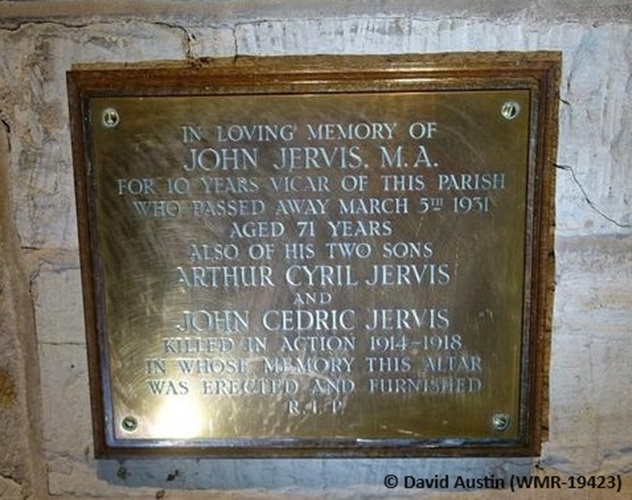 IN LOVING MEMORY OF
JOHN JERVIS. M.A.
FOR 10 YEARS VICAR OF THIS PARISH
WHO PASSED AWAY MARCH 5TH 1931
AGED 71 YEARS
ALSO OF HIS TWO SONS
ARTHUR CYRIL JERVIS
AND
JOHN CEDRIC JERVIS
KILLED IN ACTION 1914-1918
IN WHOSE MEMORY THIS ALTAR
WAS ERECTED AND FURNISHED
R.I.P.
© David Austin (WMR-19423)